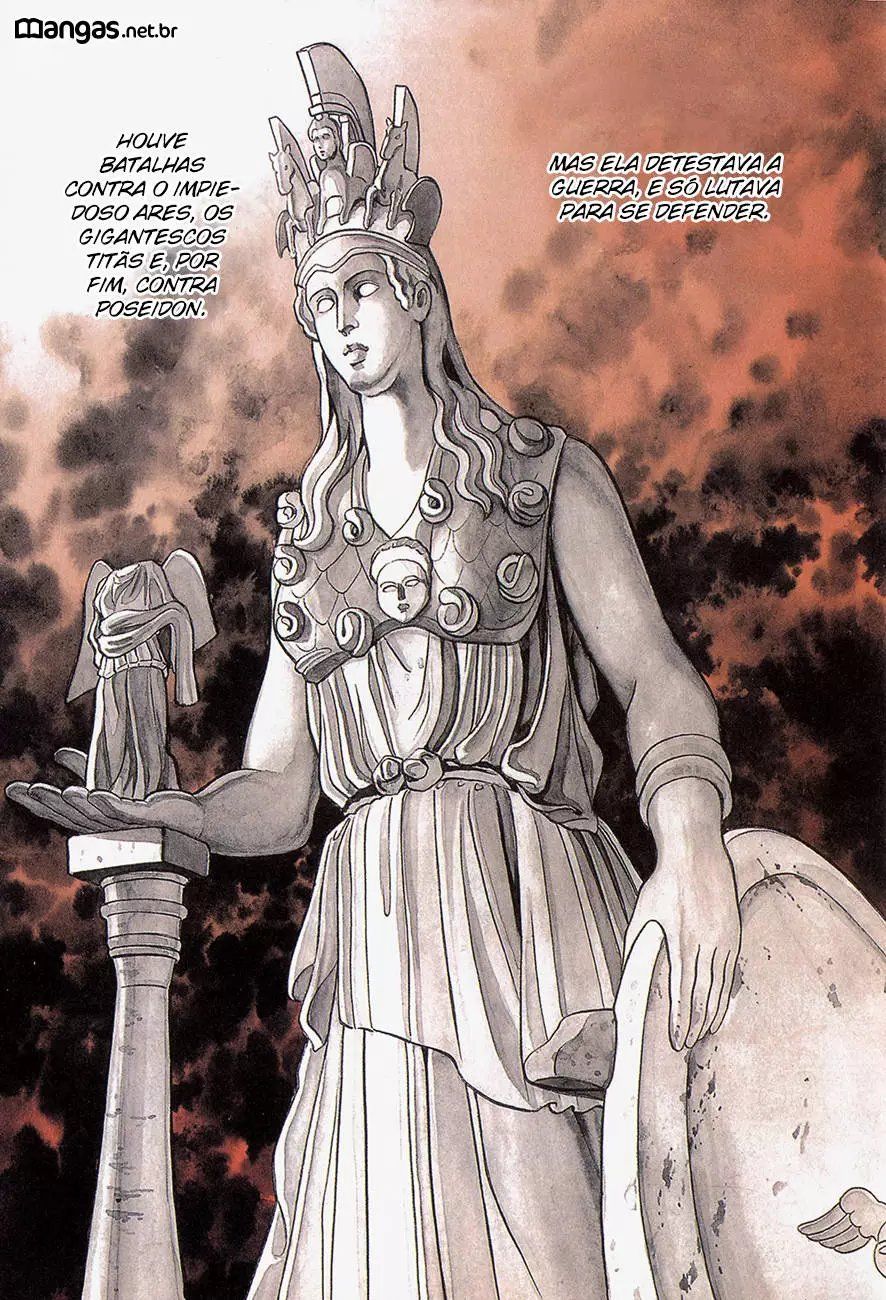 mangas.net.br
HOUVE
BATALHAS
CONTRA O IMPIE-
DOSO ARES, OS
GIGANTESCOS
TITÃS E, POR
FIM, CONTRA
POSEIDON.
MAS ELA DETESTAVA A
GUERRA, E SÓ LUTAVA
PARA SE DEFENDER.